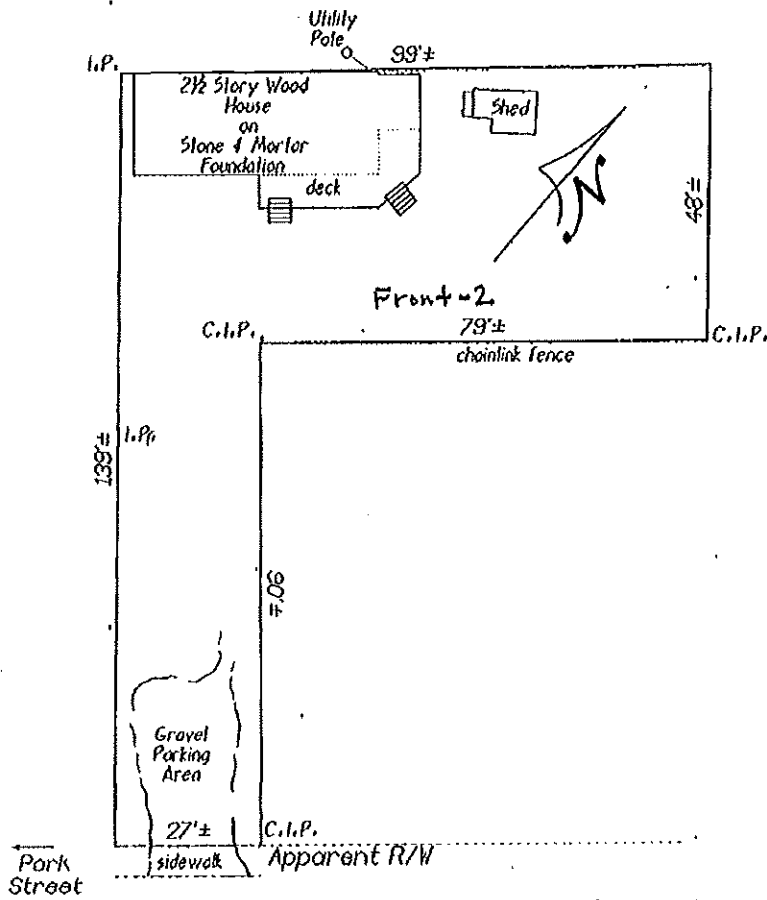 Utility
Pole
99'±
I.P.
2½ Story Wood
House
on
Stone & Mortar
Foundation
Shed
deck
N
48'±
Front-2
C.I.P.
79'±
C.I.P.
chainlink fence
I.P.
139'±
90'±
Gravel
Parking
Area
27'±
C.I.P.
sidewalk
Apparent R/W
Park
Street